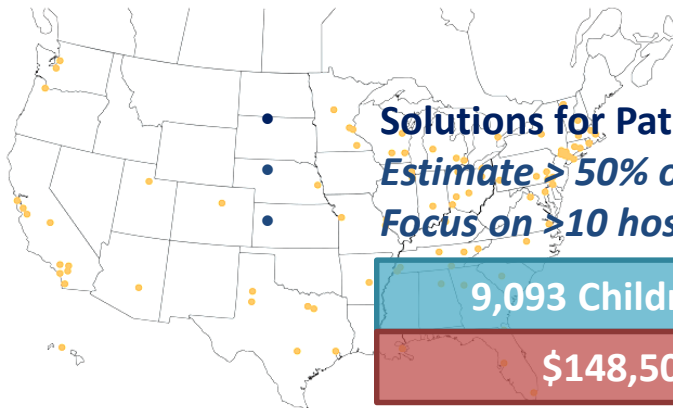 Solutions for Pat
Estimate > 50% o
Focus on >10 hos
9,093 Childr
$148,50